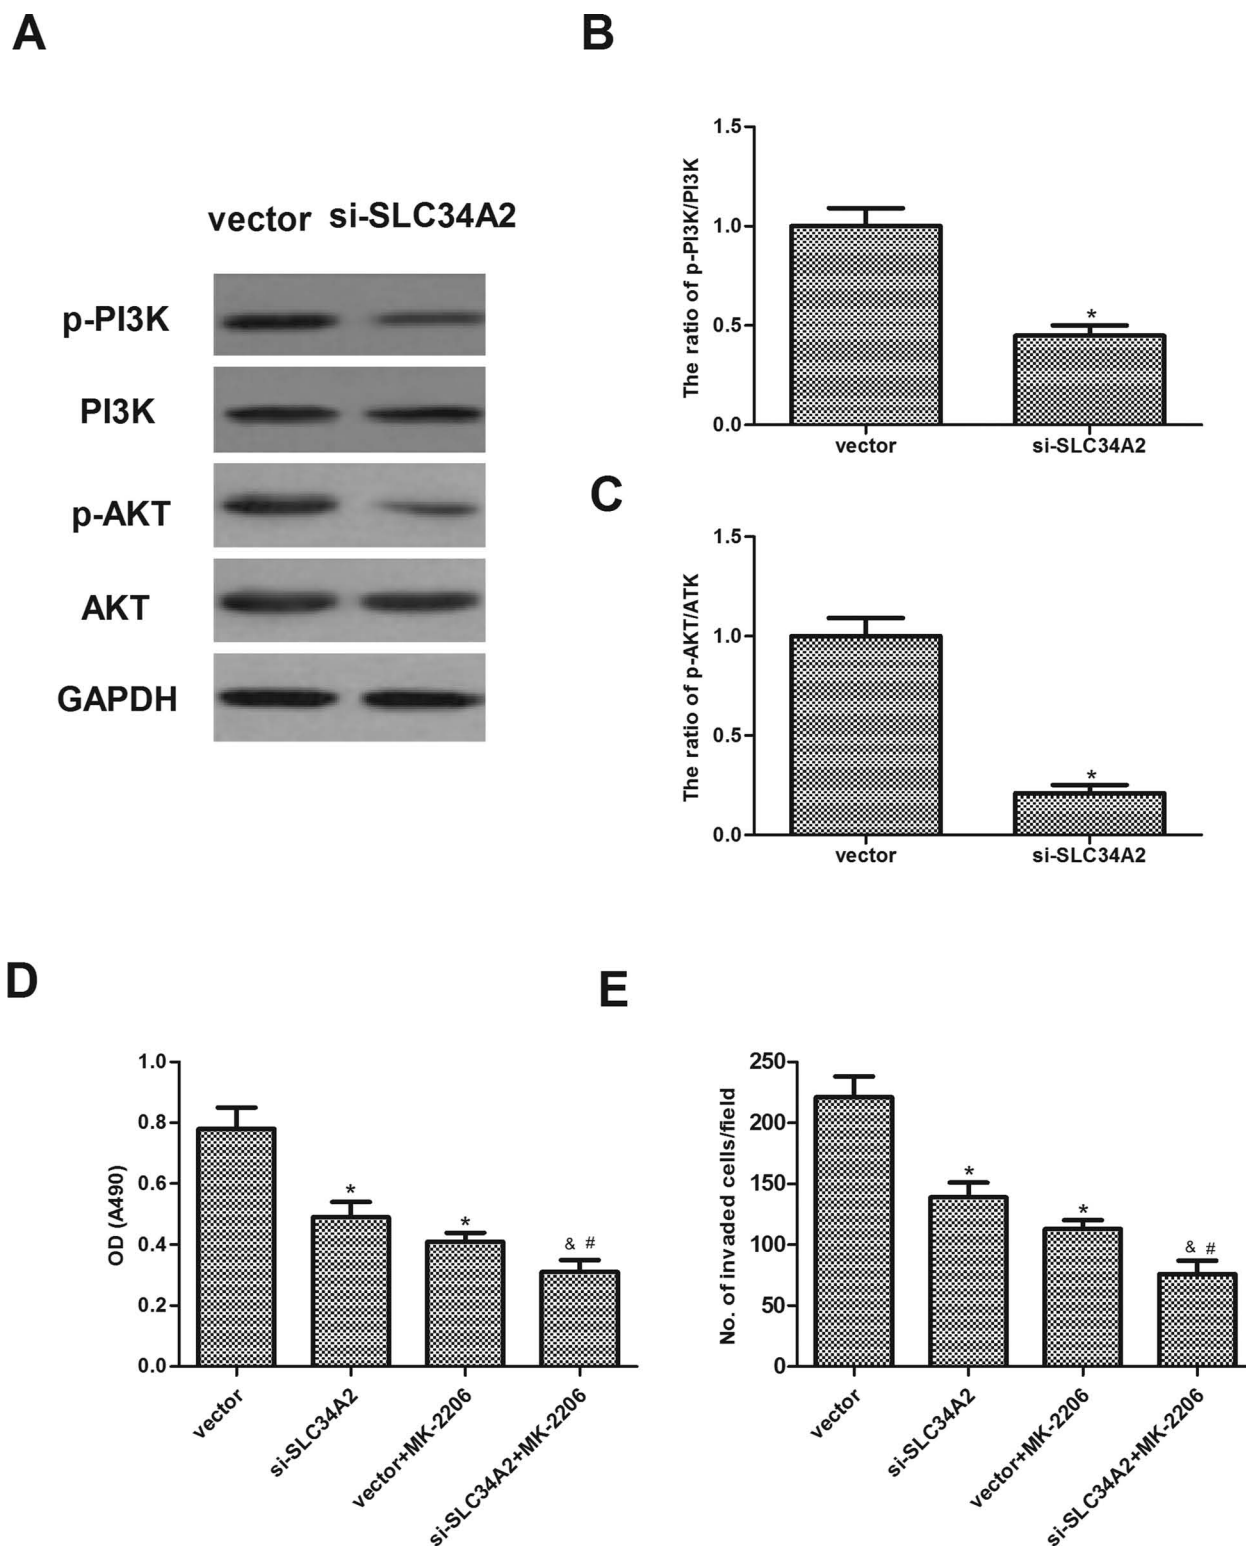 A
vector si-SLC34A2
p-PI3K
PI3K
p-AKT
AKT
GAPDH
B
The ratio of p-PI3K/PI3K
1.5
1.0
0.5
0.0
*
vector si-SLC34A2
C
The ratio of p-AKT/ATK
1.5
1.0
0.5
0.0
*
vector si-SLC34A2
D
OD (A490)
1.0
0.8
0.6
0.4
0.2
0.0
*
*
& #
vector
si-SLC34A2
vector+MK-2206
si-SLC34A2+MK-2206
E
No. of invaded cells/field
250
200
150
100
50
0
*
*
& #
vector
si-SLC34A2
vector+MK-2206
si-SLC34A2+MK-2206